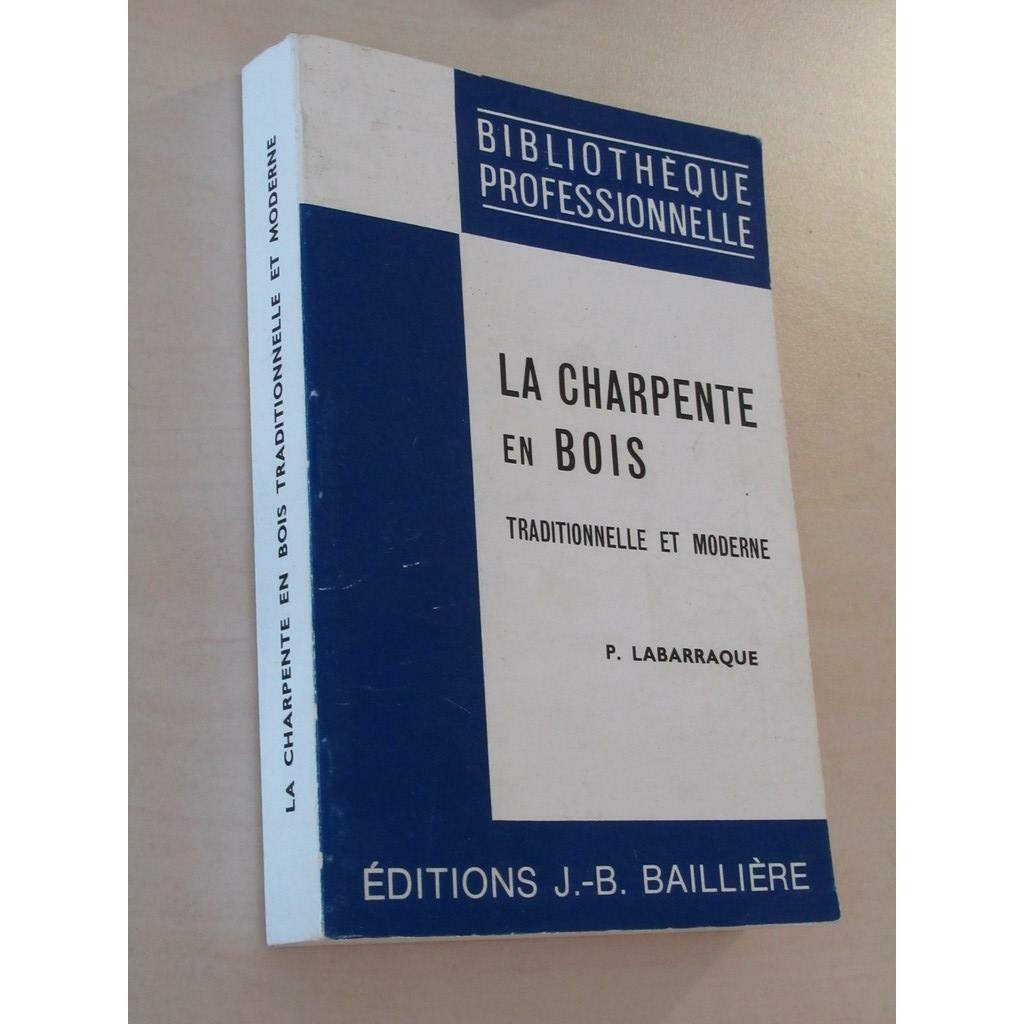 LA CHARPENTE EN BOIS TRADITIONNELLE ET MODERNE
BIBLIOTHÈQUE
PROFESSIONNELLE
LA CHARPENTE
EN BOIS
TRADITIONNELLE ET MODERNE
P. LABARRAQUE
ÉDITIONS J.-B. BAILLIÈRE